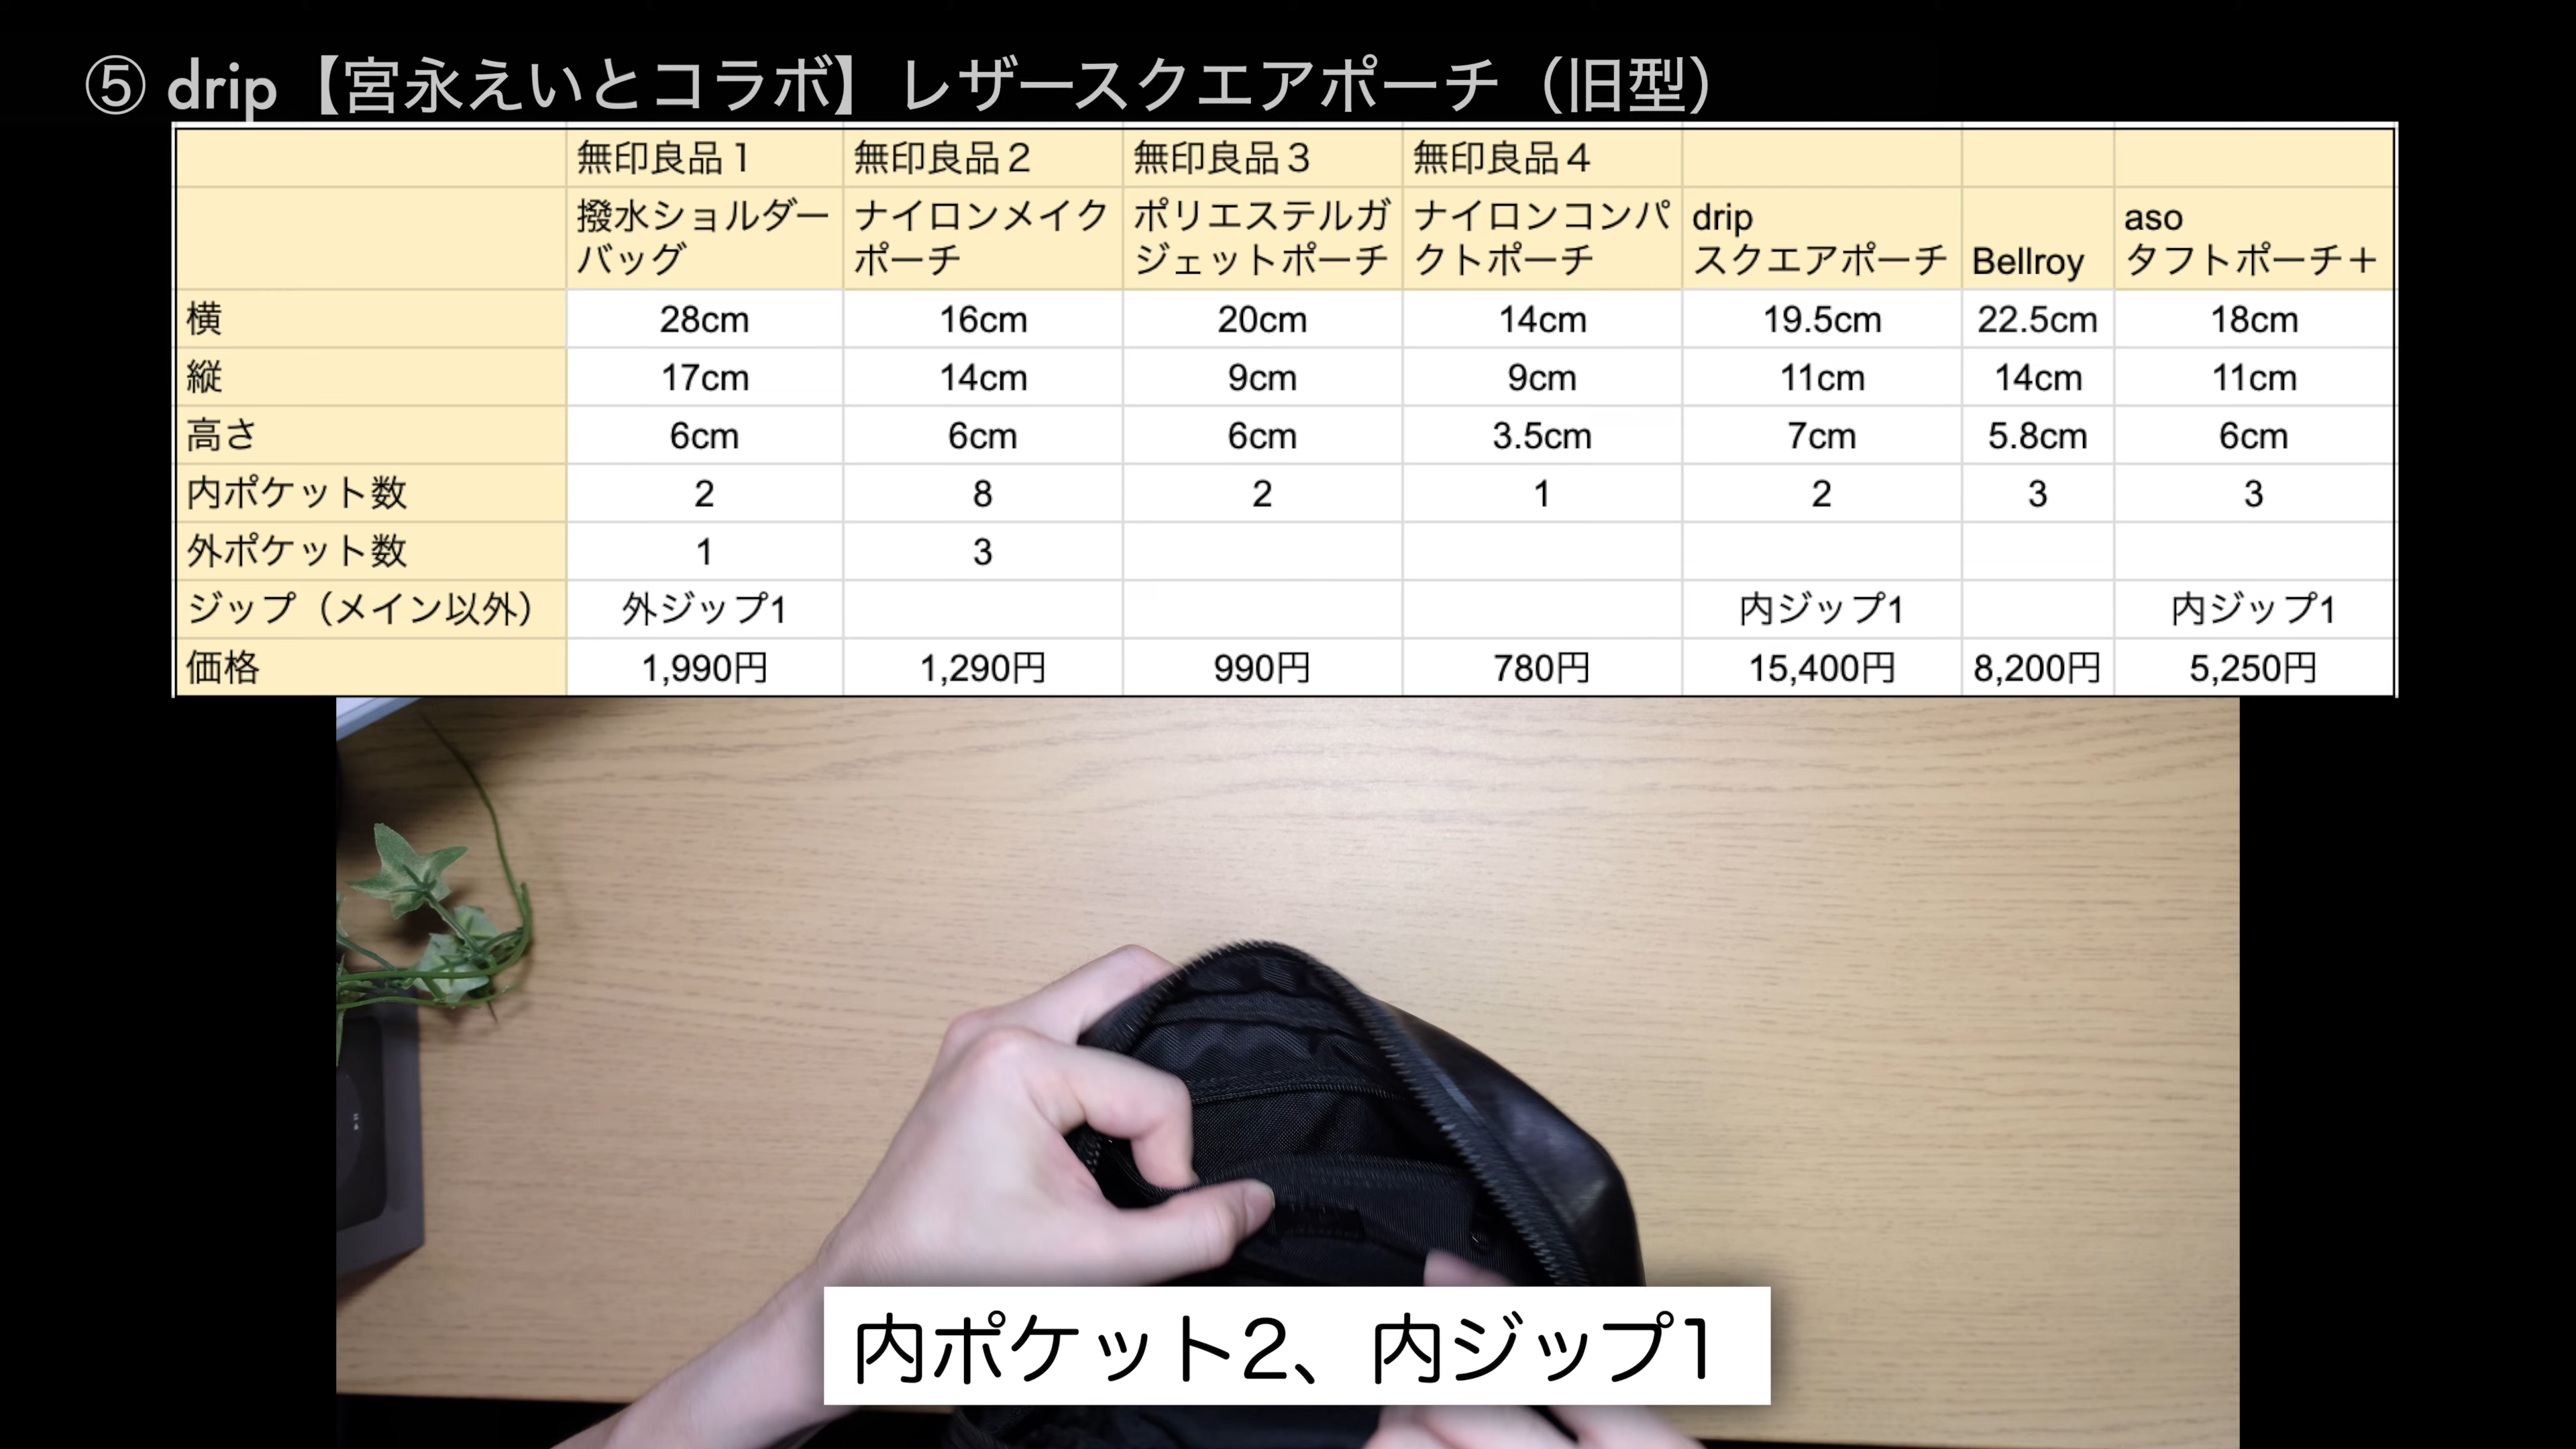 ⑤ drip【宮永えいとコラボ】レザースクエアポーチ（旧型）
無印良品1 無印良品2 無印良品3 無印良品4
撥水ショルダーバッグ ナイロンメイクポーチ ポリエステルガジェットポーチ ナイロンコンパクトポーチ drip スクエアポーチ Bellroy aso タフトポーチ＋
横 28cm 16cm 20cm 14cm 19.5cm 22.5cm 18cm
縦 17cm 14cm 9cm 9cm 11cm 14cm 11cm
高さ 6cm 6cm 6cm 3.5cm 7cm 5.8cm 6cm
内ポケット数 2 8 2 1 2 3 3
外ポケット数 1 3
ジップ（メイン以外） 外ジップ1 内ジップ1 内ジップ1
価格 1,990円 1,290円 990円 780円 15,400円 8,200円 5,250円
内ポケット2、内ジップ1